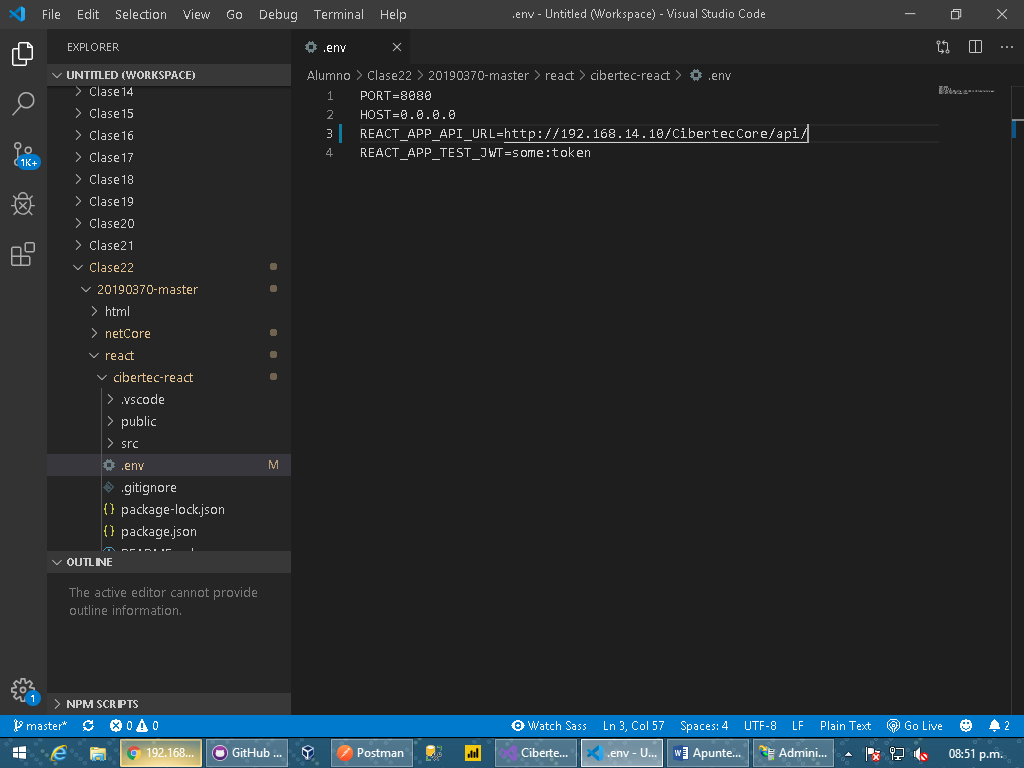 File Edit Selection View Go Debug Terminal Help .env - Untitled (Workspace) - Visual Studio Code
EXPLORER
UNTITLED (WORKSPACE)
Clase14
Clase15
Clase16
Clase17
Clase18
Clase19
Clase20
Clase21
Clase22
20190370-master
html
netCore
react
cibertec-react
.vscode
public
src
.env M
.gitignore
{} package-lock.json
{} package.json
OUTLINE
The active editor cannot provide
outline information.
NPM SCRIPTS
1K+
1
.env
Alumno > Clase22 > 20190370-master > react > cibertec-react > .env
1 PORT=8080
2 HOST=0.0.0.0
3 REACT_APP_API_URL=http://192.168.14.10/CibertecCore/api/
4 REACT_APP_TEST_JWT=some:token
master* 0 0 Watch Sass Ln 3, Col 57 Spaces: 4 UTF-8 LF Plain Text Go Live 2
192.168... GitHub ... Postman Ciberte... .env - U... Apunte... Admini... 08:51 p.m.